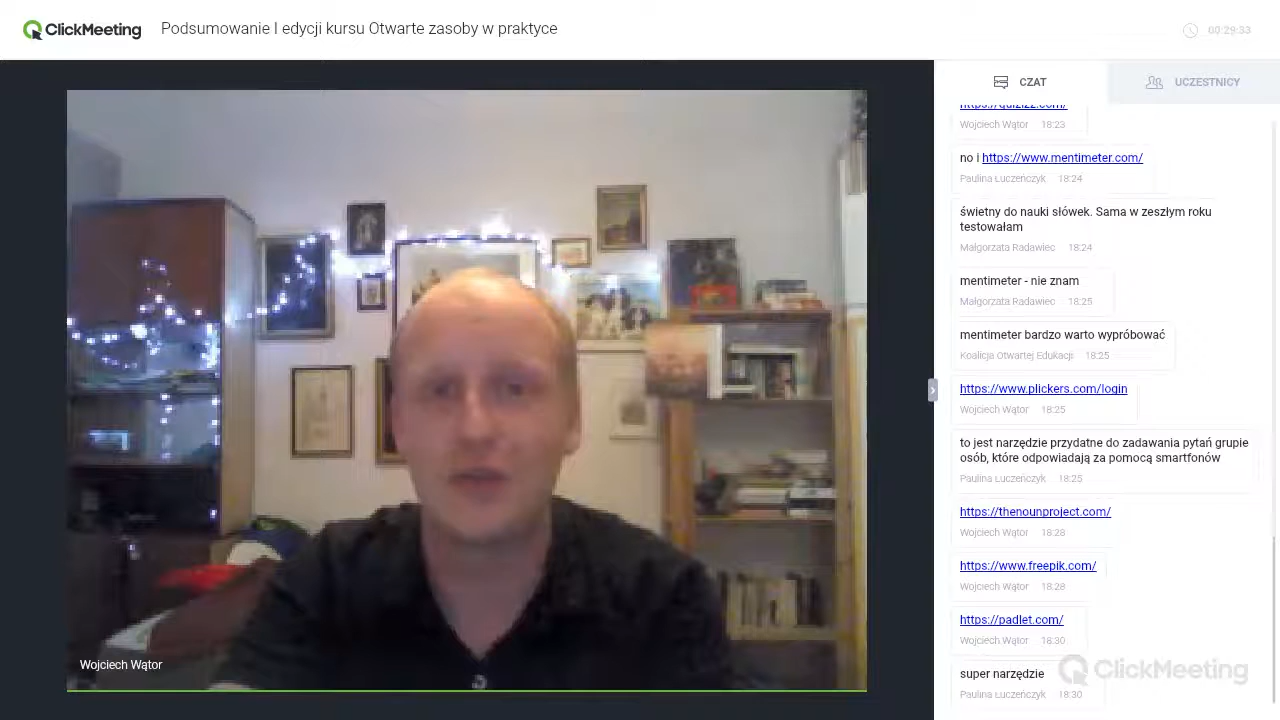 ClickMeeting
Podsumowanie I edycji kursu Otwarte zasoby w praktyce
00:29:33
CZAT
UCZESTNICY
https://quizizz.com/
Wojciech Wątor 18:23
no i https://www.mentimeter.com/
Paulina Łuczeńczyk 18:24
świetny do nauki słówek. Sama w zeszłym roku
testowałam
Małgorzata Radawiec 18:24
mentimeter - nie znam
Małgorzata Radawiec 18:25
mentimeter bardzo warto wypróbować
Koalicja Otwartej Edukacji 18:25
https://www.plickers.com/login
Wojciech Wątor 18:25
to jest narzędzie przydatne do zadawania pytań grupie
osób, które odpowiadają za pomocą smartfonów
Paulina Łuczeńczyk 18:25
https://thenounproject.com/
Wojciech Wątor 18:28
https://www.freepik.com/
Wojciech Wątor 18:28
https://padlet.com/
Wojciech Wątor 18:30
super narzędzie
Paulina Łuczeńczyk 18:30
ClickMeeting
Wojciech Wątor